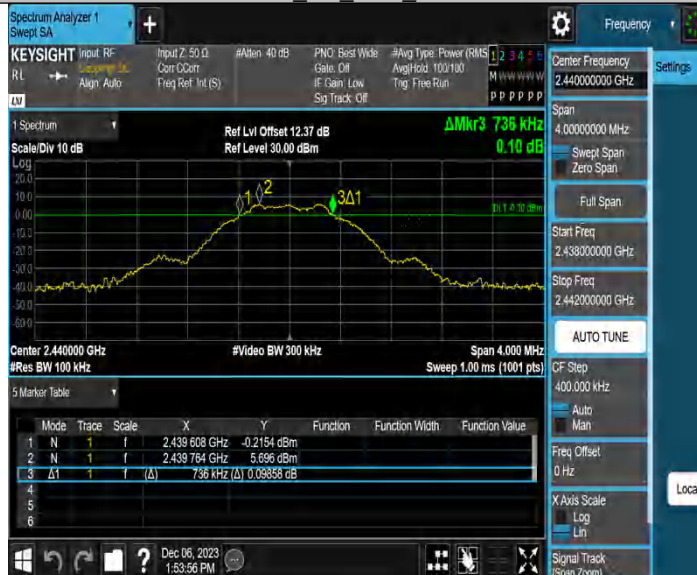 Spectrum Analyzer 1
Swept SA
+
Frequency
KEYSIGHT
RL
Input: RF
Align: Auto
Input Z: 50 Ω
Corr CCorr
Freq Ref: Int (S)
#Atten: 40 dB
PNO: Best Wide
Gate: Off
IF Gain: Low
Sig Track: Off
#Avg Type: Power (RMS)
Avg|Hold: 100/100
Trig: Free Run
1 2 3 4 5 6
M W W W W W
P P P P P P
Center Frequency
2.440000000 GHz
Settings
Span
4.00000000 MHz
Swept Span
Zero Span
Full Span
Start Freq
2.438000000 GHz
Stop Freq
2.442000000 GHz
AUTO TUNE
CF Step
400.000 kHz
Auto
Man
Freq Offset
0 Hz
X Axis Scale
Log
Lin
Signal Track
(Span Zoom)
Local
1 Spectrum
Scale/Div 10 dB
Ref Lvl Offset 12.37 dB
Ref Level 30.00 dBm
ΔMkr3 736 kHz
0.10 dB
Log
20.0
10.0
0.00
-10.0
-20.0
-30.0
-40.0
-50.0
-60.0
1
2
3Δ1
Center 2.440000 GHz
#Res BW 100 kHz
#Video BW 300 kHz
Span 4.000 MHz
Sweep 1.00 ms (1001 pts)
5 Marker Table
Mode Trace Scale X Y Function Function Width Function Value
1 N 1 f 2.439 608 GHz -0.2154 dBm
2 N 1 f 2.439 764 GHz 5.696 dBm
3 Δ1 1 f (Δ) 736 kHz (Δ) 0.09858 dB
4
5
6
?
Dec 06, 2023
1:53:56 PM